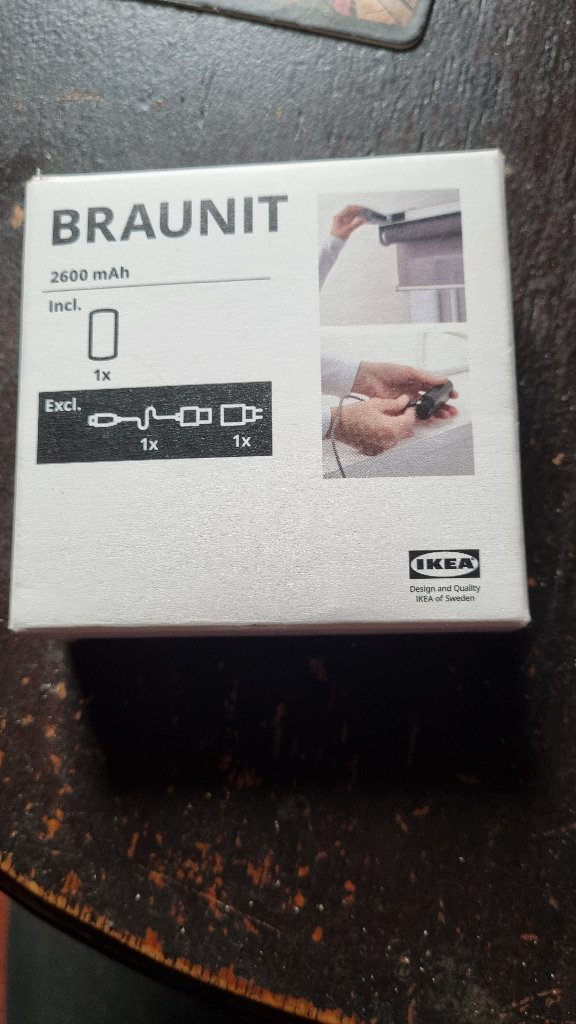 BRAUNIT
2600 mAh
Incl.
1x
Excl.
1x
1x
IKEA
Design and Quality
IKEA of Sweden